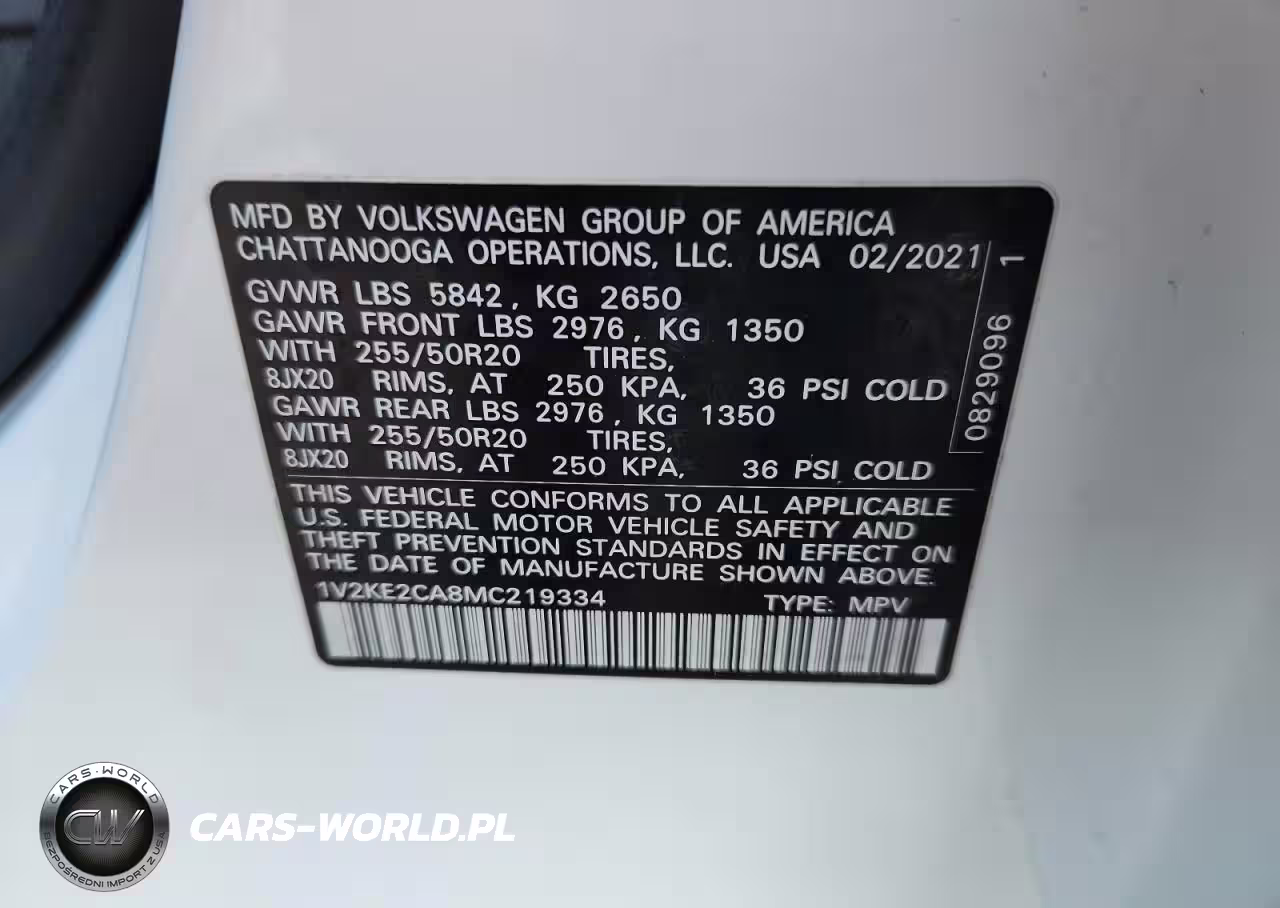 MFD BY VOLKSWAGEN GROUP OF AMERICA
CHATTANOOGA OPERATIONS, LLC. USA 02/2021
GVWR LBS 5842, KG 2650
GAWR FRONT LBS 2976, KG 1350
WITH 255/50R20 TIRES,
8JX20 RIMS, AT 250 KPA, 36 PSI COLD
GAWR REAR LBS 2976, KG 1350
WITH 255/50R20 TIRES,
8JX20 RIMS, AT 250 KPA, 36 PSI COLD
0829096 1
THIS VEHICLE CONFORMS TO ALL APPLICABLE
U.S. FEDERAL MOTOR VEHICLE SAFETY AND
THEFT PREVENTION STANDARDS IN EFFECT ON
THE DATE OF MANUFACTURE SHOWN ABOVE.
1V2KE2CA8MC219334 TYPE: MPV
CARS-WORLD
CW
BEZPOŚREDNI IMPORT Z USA
CARS-WORLD.PL